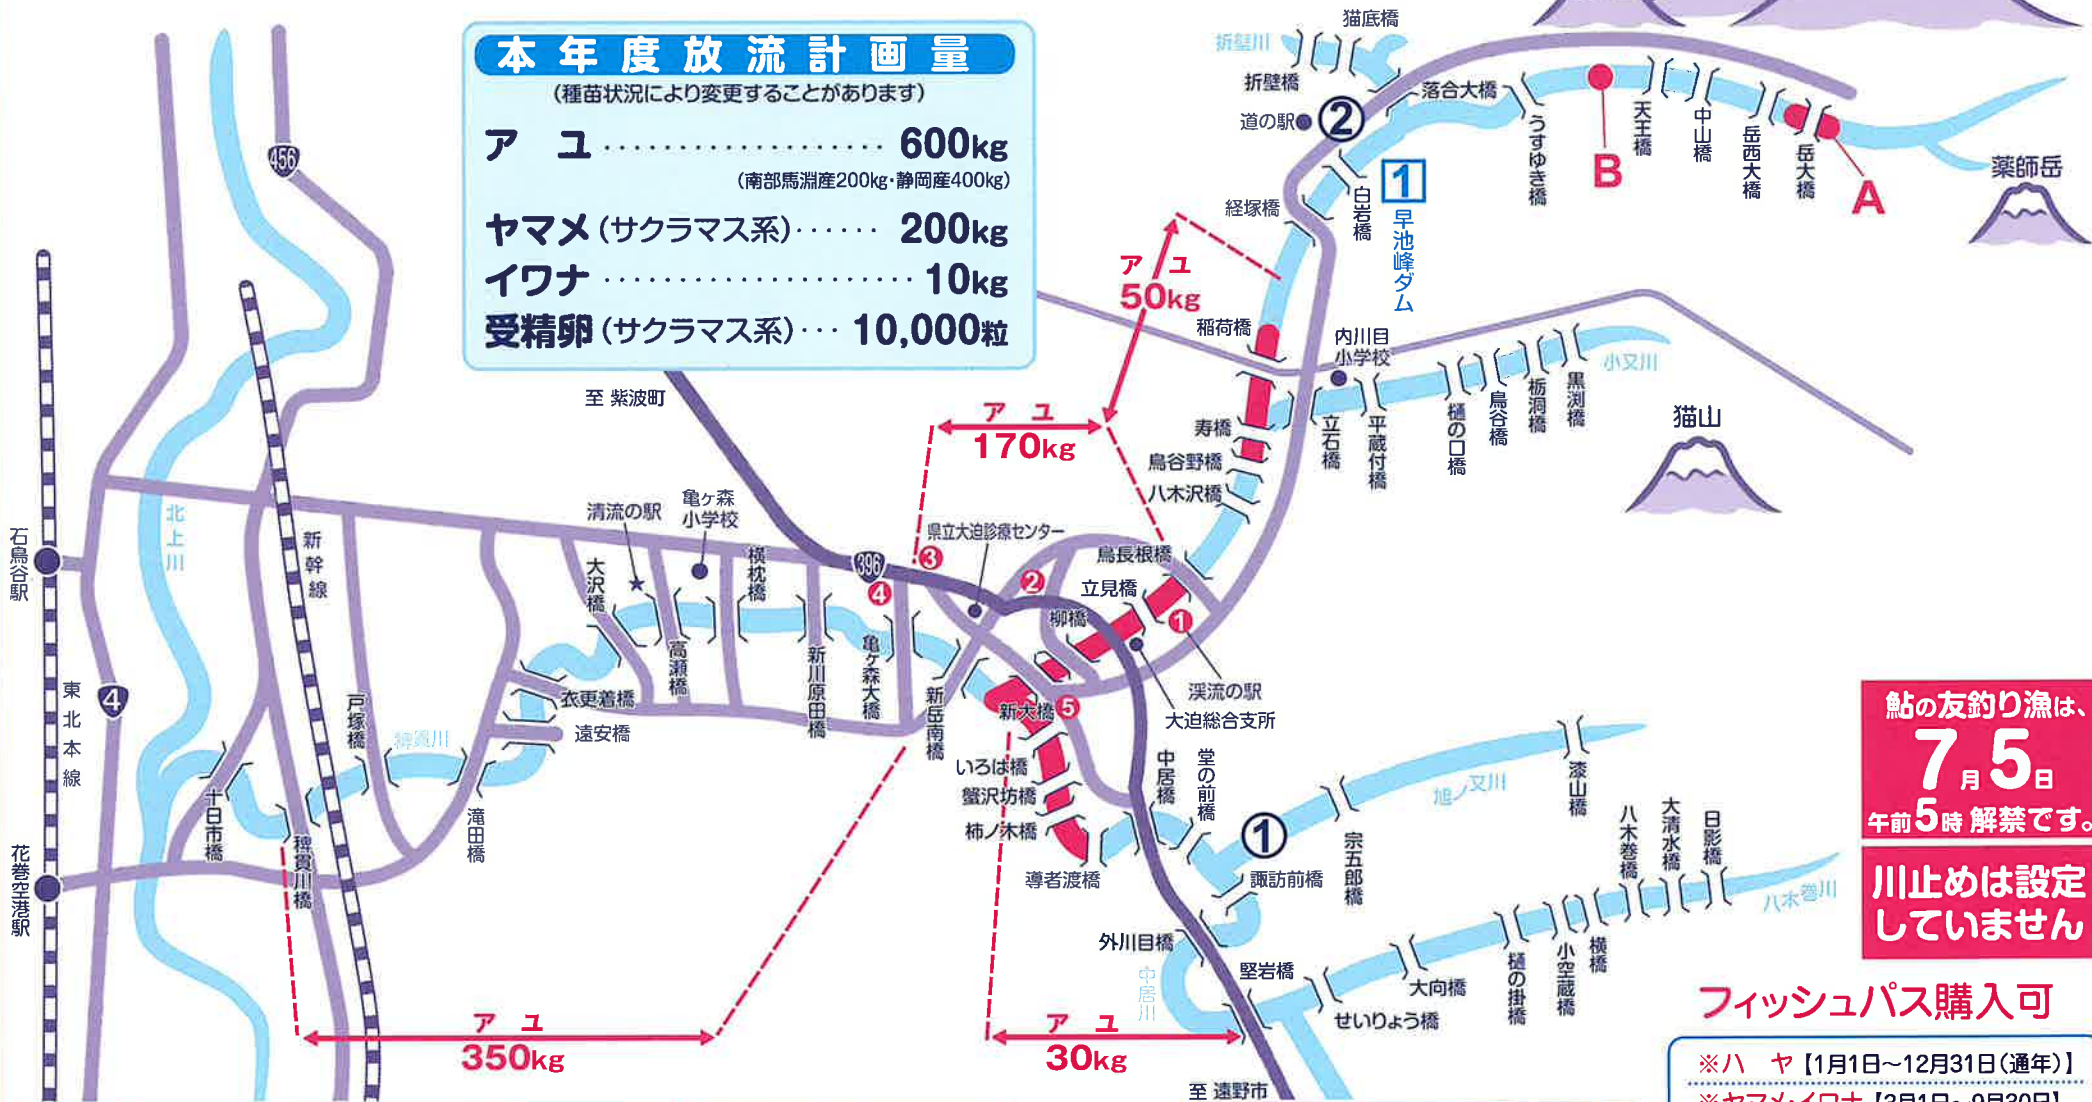 本年度放流計画量
(種苗状況により変更することがあります)
アユ 600kg
(南部馬淵産200kg・静岡産400kg)
ヤマメ(サクラマス系) 200kg
イワナ 10kg
受精卵(サクラマス系) 10,000粒
猫底橋
折壁川
折壁橋
道の駅
②
落合大橋
うすゆき橋
B
天王橋
中山橋
岳西大橋
岳大橋
A
薬師岳
経塚橋
白岩橋
1
早池峰ダム
アユ
50kg
稲荷橋
内川目
小学校
小又川
寿橋
鳥谷野橋
八木沢橋
立石橋
平蔵付橋
樋の口橋
鳥谷橋
栃洞橋
黒渕橋
猫山
456
至 紫波町
アユ
170kg
石鳥谷駅
北上川
新幹線
清流の駅
亀ヶ森
小学校
大沢橋
横枕橋
396
④
③
県立大迫診療センター
②
鳥長根橋
立見橋
柳橋
①
渓流の駅
大迫総合支所
東北本線
4
戸塚橋
稗貫川
衣更着橋
遠安橋
高瀬橋
新川原田橋
亀ヶ森大橋
新岳南橋
新大橋
⑤
いろは橋
蟹沢坊橋
柿ノ木橋
導者渡橋
中居橋
堂の前橋
①
旭ノ又川
漆山橋
宗五郎橋
諏訪前橋
八木巻橋
大清水橋
日影橋
八木巻川
花巻空港駅
十日市橋
稗貫川橋
滝田橋
外川目橋
中居川
堅岩橋
せいりょう橋
大向橋
樋の掛橋
小空蔵橋
横橋
アユ
350kg
アユ
30kg
至 遠野市
鮎の友釣り漁は、
7月5日
午前5時 解禁です。
川止めは設定
していません
フィッシュパス購入可
※ハ ヤ【1月1日～12月31日(通年)】
※ヤマメ・イワナ【3月1日～9月30日】